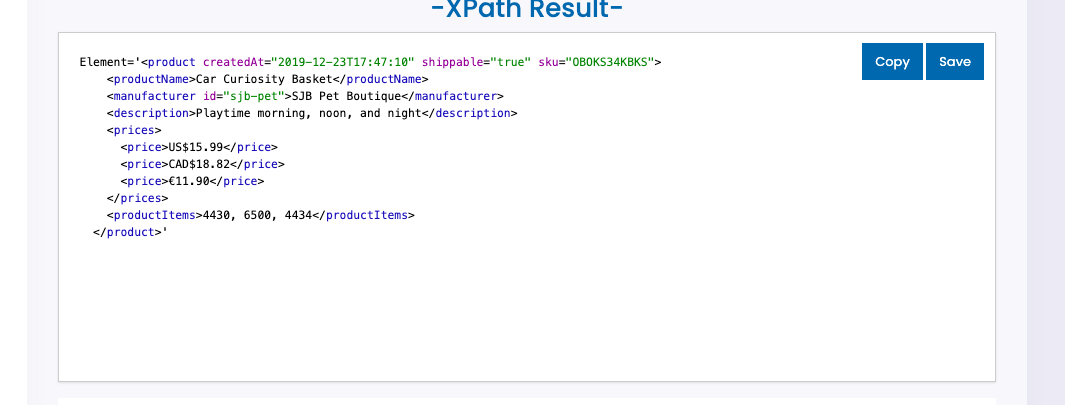 -XPath Result-
Copy
Save
Element='<product createdAt="2019-12-23T17:47:10" shippable="true" sku="OBOKS34KBKS">
<productName>Car Curiosity Basket</productName>
<manufacturer id="sjb-pet">SJB Pet Boutique</manufacturer>
<description>Playtime morning, noon, and night</description>
<prices>
<price>US$15.99</price>
<price>CAD$18.82</price>
<price>€11.90</price>
</prices>
<productItems>4430, 6500, 4434</productItems>
</product>'